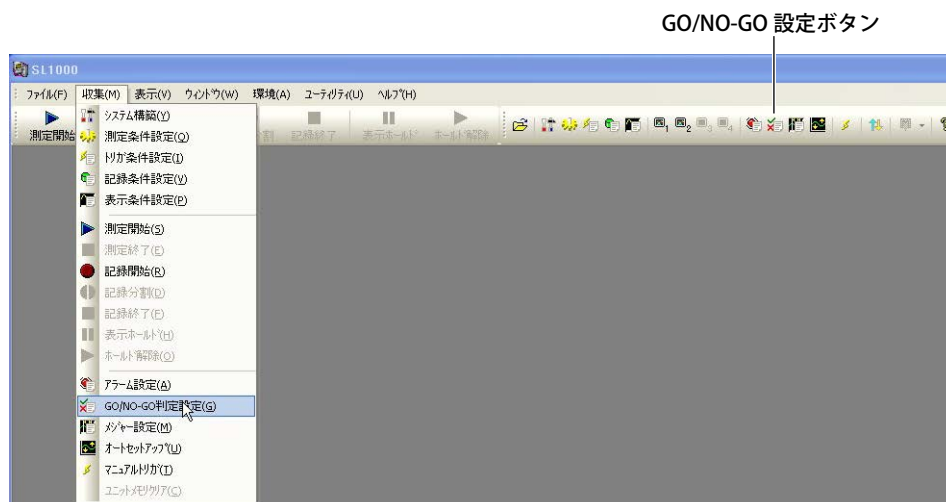 GO/NO-GO 設定ボタン
SL1000
ファイル(F) 収集(M) 表示(V) ウィンドウ(W) 環境(A) ユーティリティ(U) ヘルプ(H)
測定開始 分割 記録終了 表示ホールド ホールド解除
システム構築(Y)
測定条件設定(Q)
トリガ条件設定(I)
記録条件設定(V)
表示条件設定(P)
測定開始(S)
測定終了(E)
記録開始(R)
記録分割(D)
記録終了(F)
表示ホールド(H)
ホールド解除(O)
アラーム設定(A)
GO/NO-GO判定設定(G)
メジャー設定(M)
オートセットアップ(U)
マニュアルトリガ(T)
ユニットメモリクリア(C)